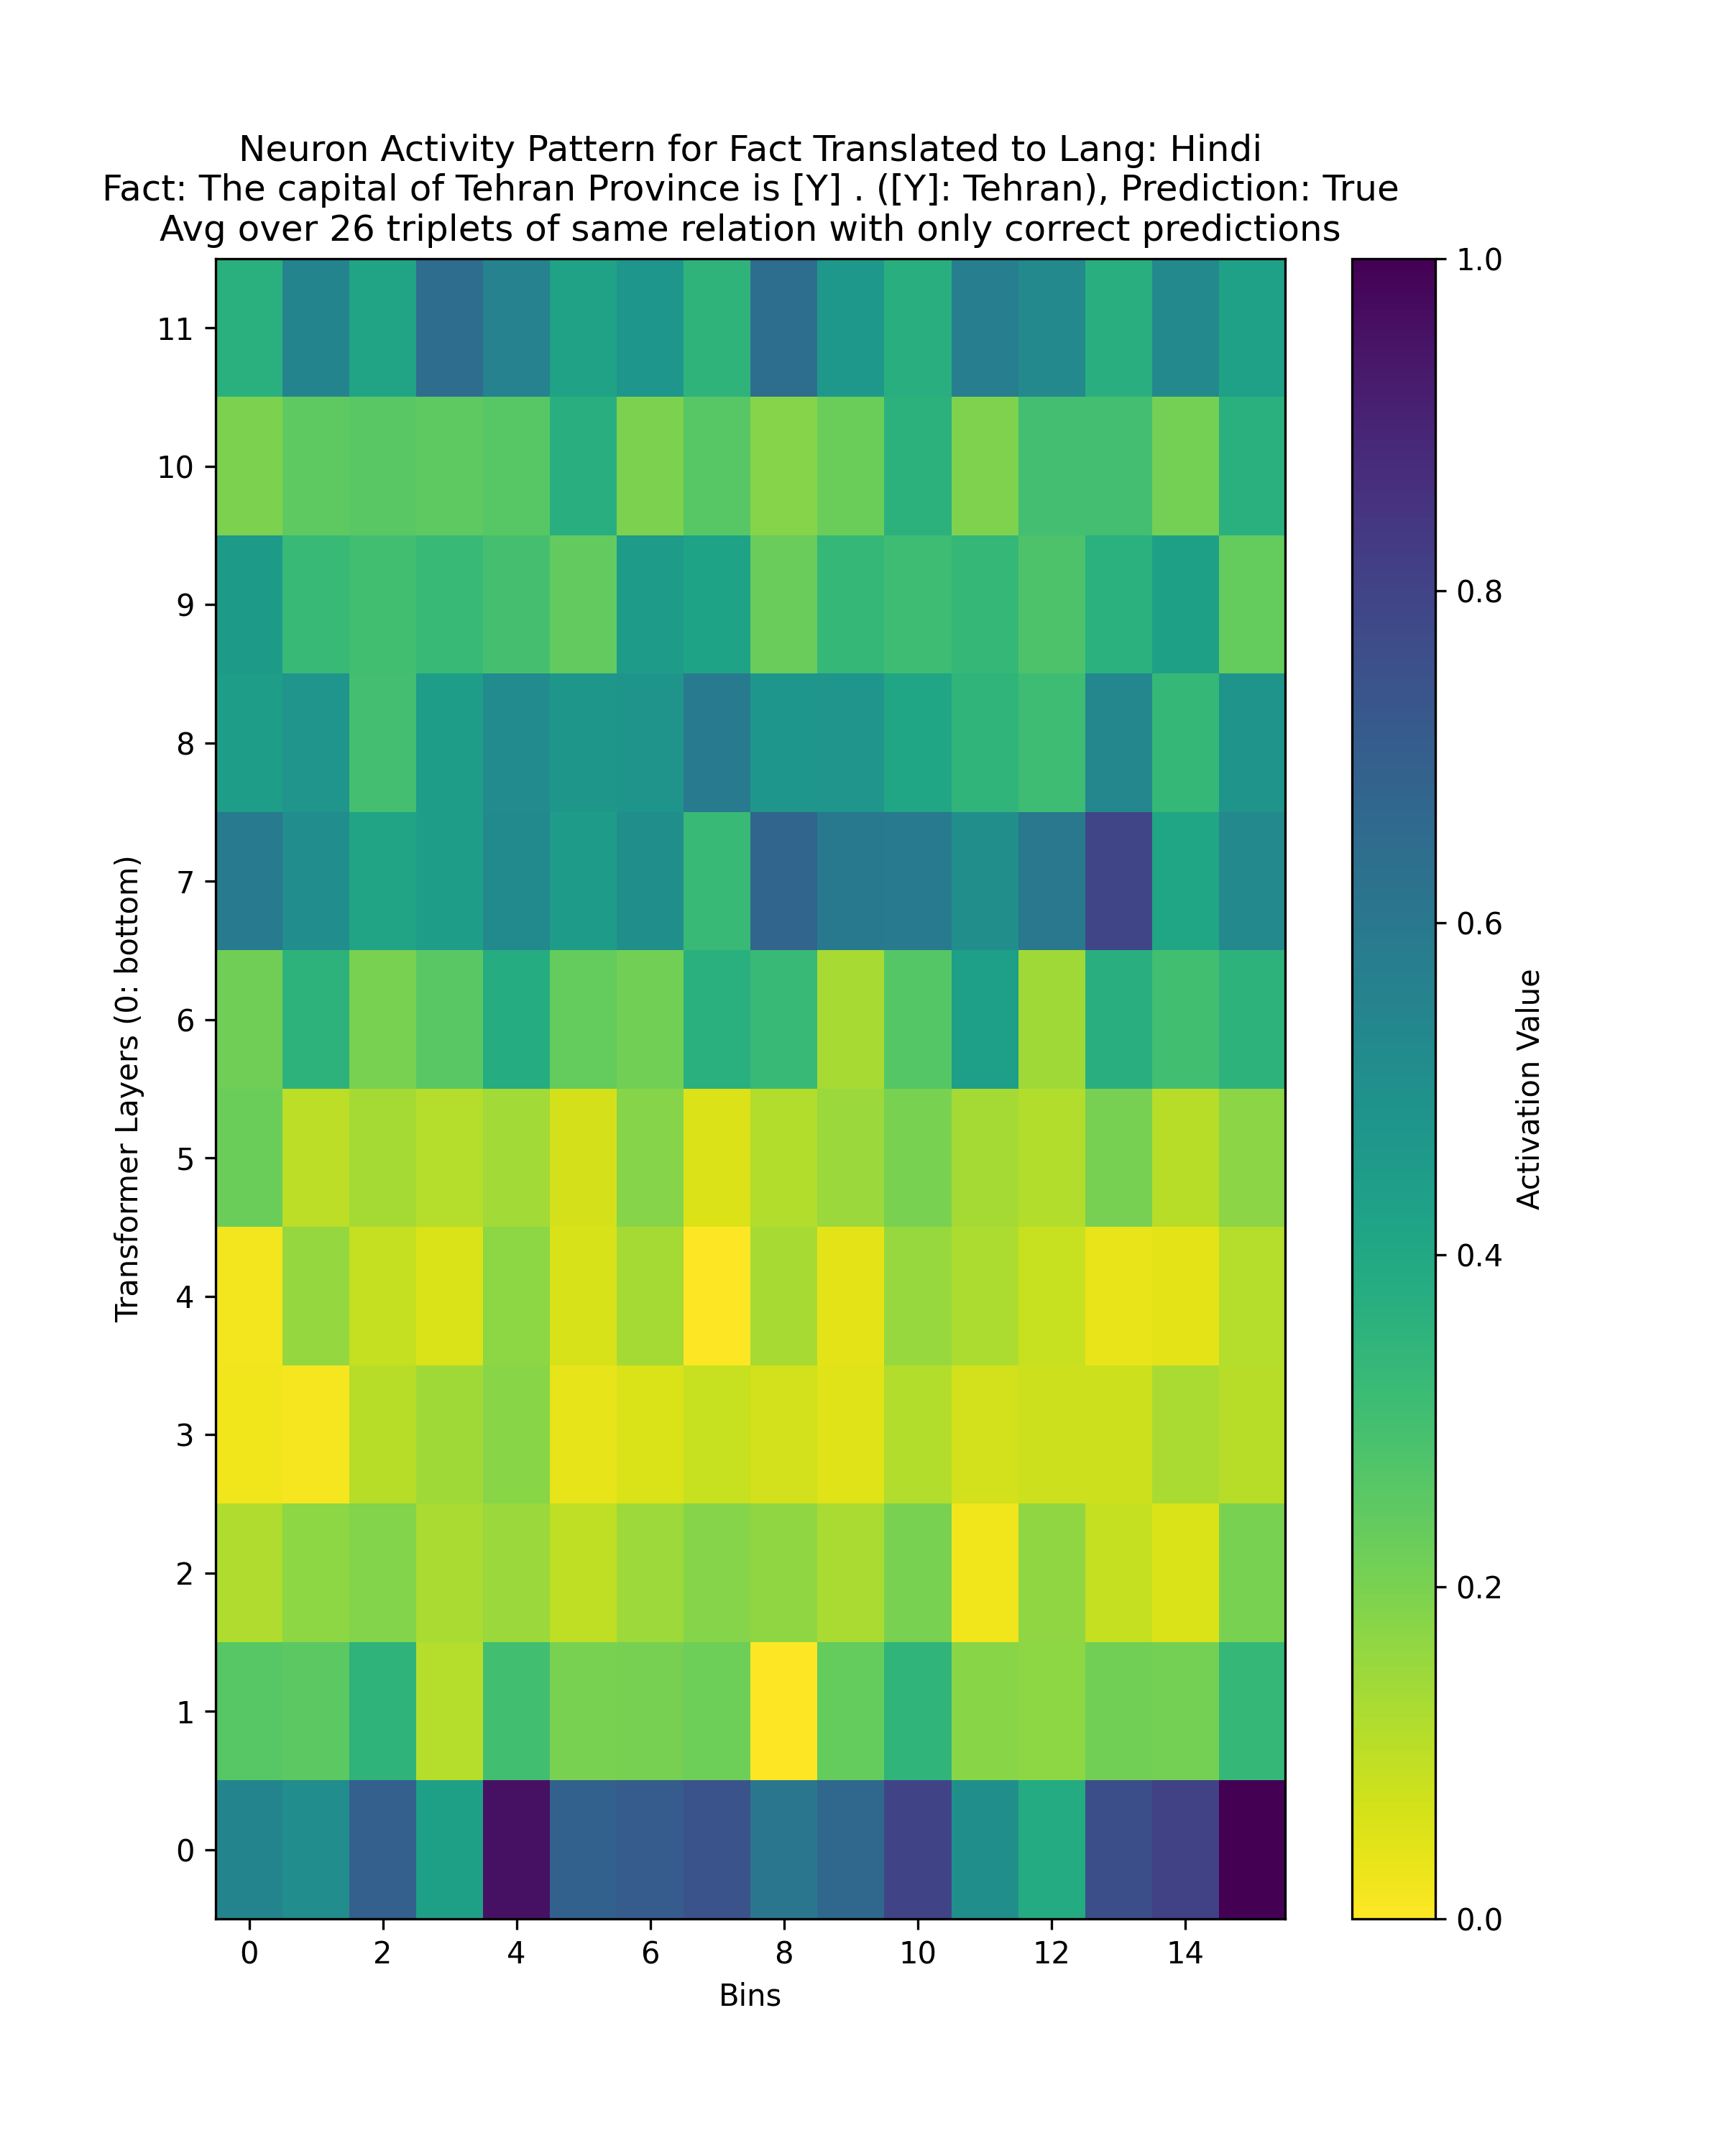 Neuron Activity Pattern for Fact Translated to Lang: Hindi
Fact: The capital of Tehran Province is [Y] . ([Y]: Tehran), Prediction: True
Avg over 26 triplets of same relation with only correct predictions
Transformer Layers (0: bottom)
11
10
9
8
7
6
5
4
3
2
1
0
0 2 4 6 8 10 12 14
Bins
1.0
0.8
0.6
0.4
0.2
0.0
Activation Value